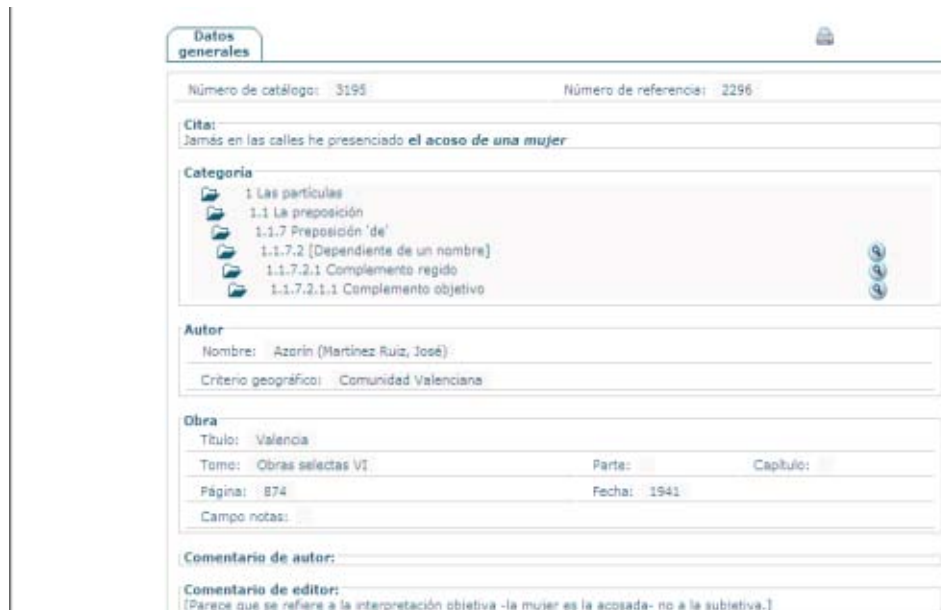 Datos
generales
Número de catálogo: 3195 Número de referencia: 2296
Cita:
Jamás en las calles he presenciado el acoso de una mujer
Categoría
1 Las partículas
1.1 La preposición
1.1.7 Preposición 'de'
1.1.7.2 [Dependiente de un nombre]
1.1.7.2.1 Complemento regido
1.1.7.2.1.1 Complemento objetivo
Autor
Nombre: Azorín (Martínez Ruiz, José)
Criterio geográfico: Comunidad Valenciana
Obra
Título: Valencia
Tomo: Obras selectas VI Parte: Capítulo:
Página: 874 Fecha: 1941
Campo notas:
Comentario de autor:
Comentario de editor:
[Parece que se refiere a la interpretación objetiva -la mujer es la acosada- no a la subjetiva.]